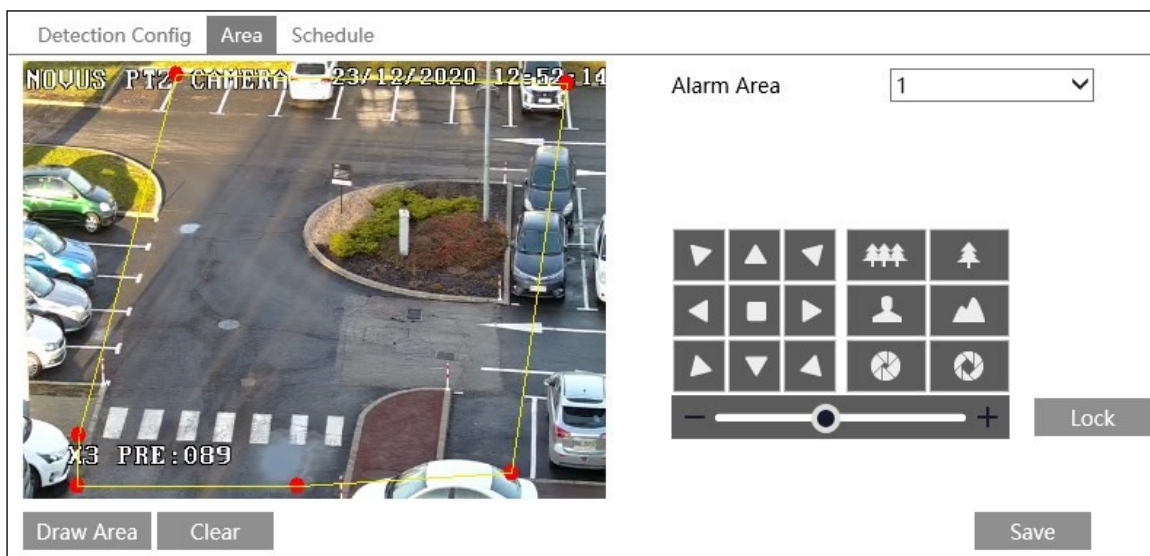 Detection Config Area Schedule
NOVUS PTZ CAMERA 23/12/2020 12:52:14
Alarm Area 1
X3 PRE:089
Lock
Draw Area Clear Save